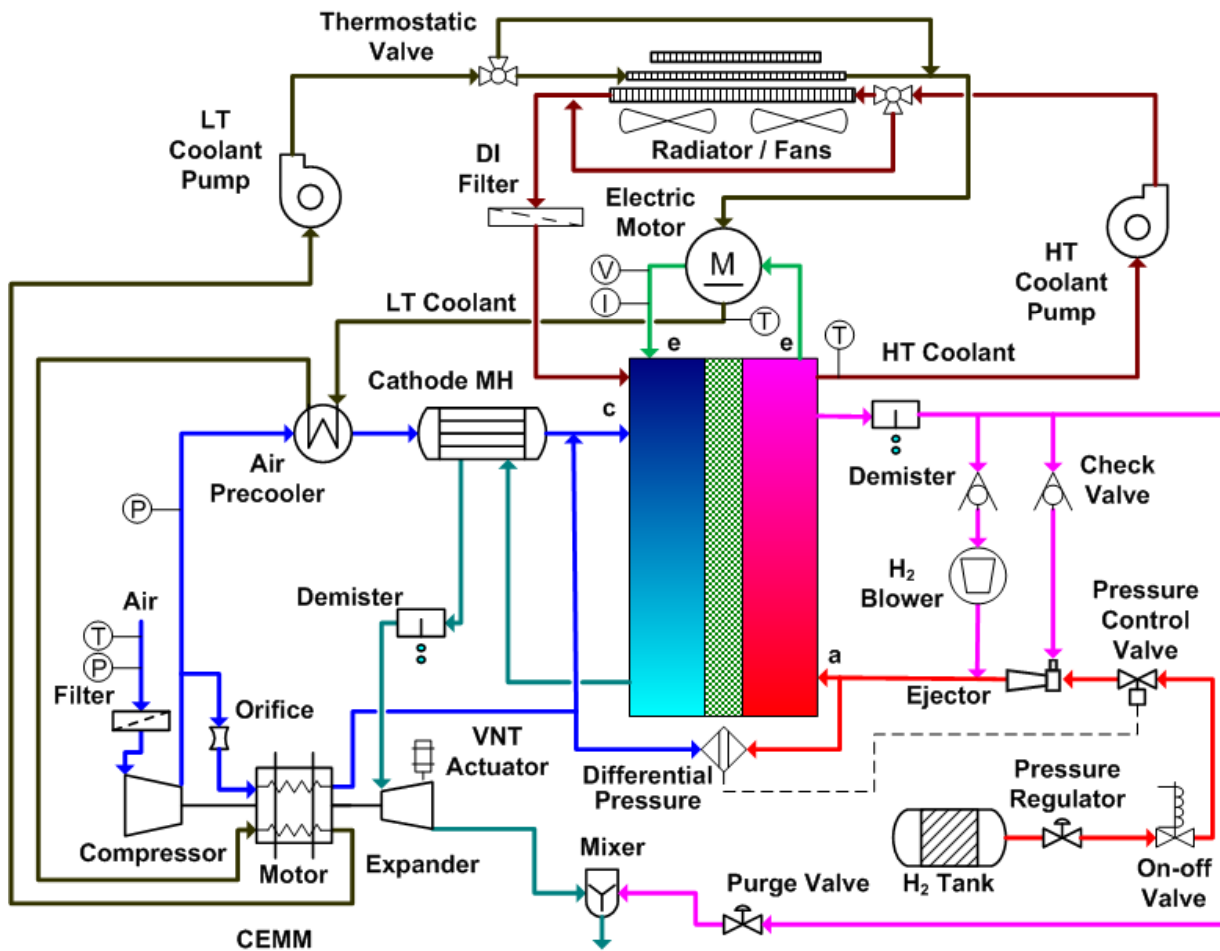 Thermostatic
Valve
LT
Coolant
Pump
DI
Filter
Radiator / Fans
Electric
Motor
M
V
I
T
LT Coolant
HT
Coolant
Pump
T
HT Coolant
e
e
c
Cathode MH
Air
Precooler
P
Demister
Check
Valve
H₂
Blower
Pressure
Control
Valve
Air
T
P
Filter
Demister
a
Ejector
Orifice
VNT
Actuator
Differential
Pressure
Pressure
Regulator
Compressor
Motor
Expander
Mixer
Purge Valve
H₂ Tank
On-off
Valve
CEMM